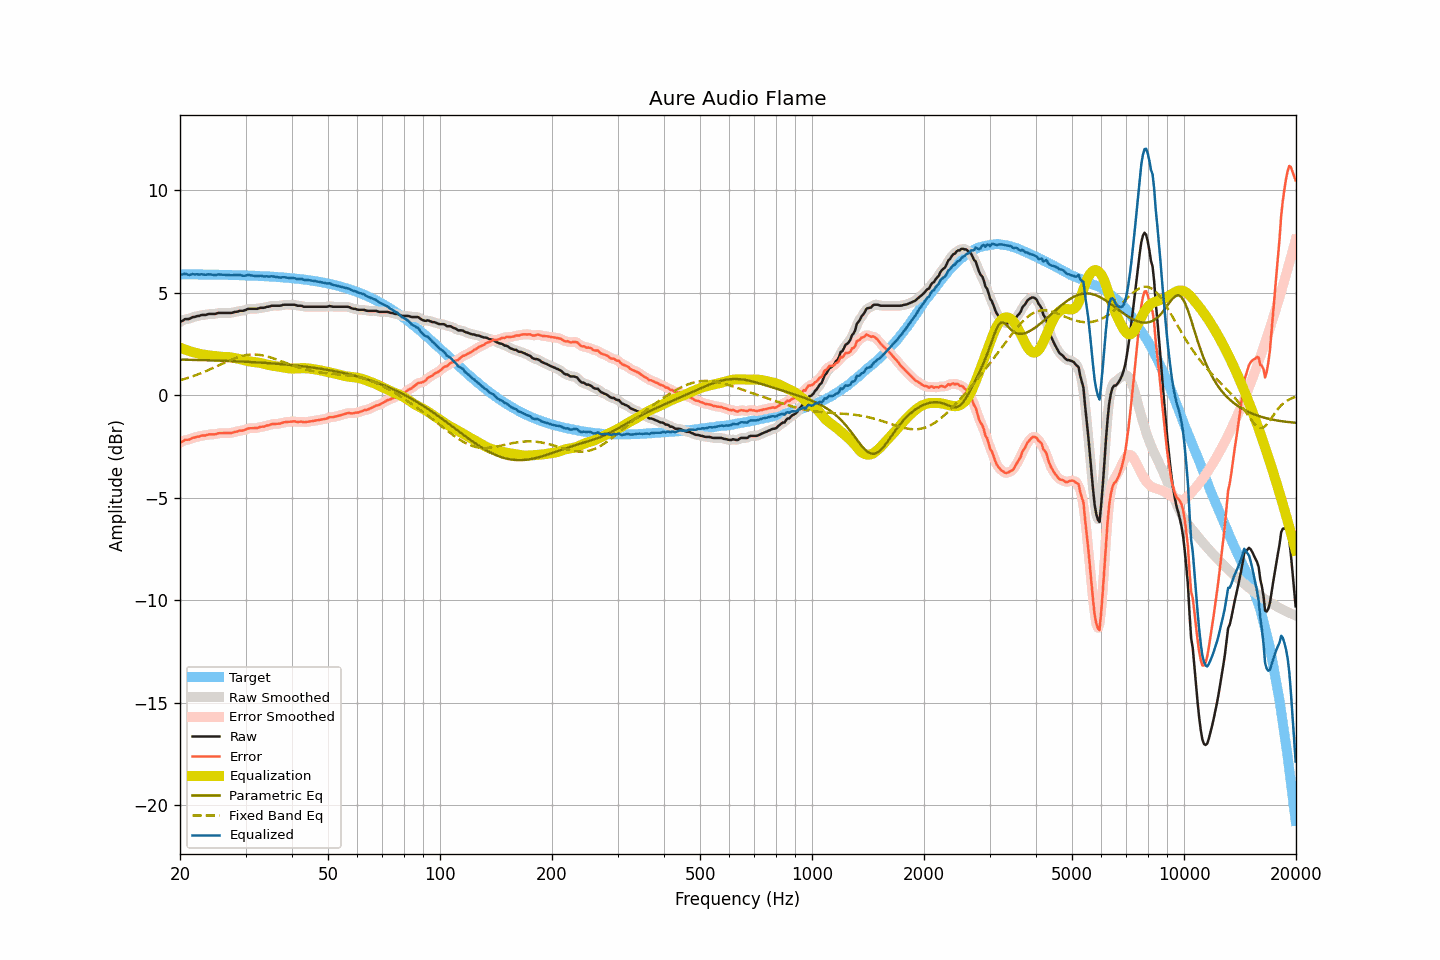 Aure Audio Flame
Amplitude (dBr)
10
5
0
−5
−10
−15
−20
Target
Raw Smoothed
Error Smoothed
Raw
Error
Equalization
Parametric Eq
Fixed Band Eq
Equalized
20 50 100 200 500 1000 2000 5000 10000 20000
Frequency (Hz)